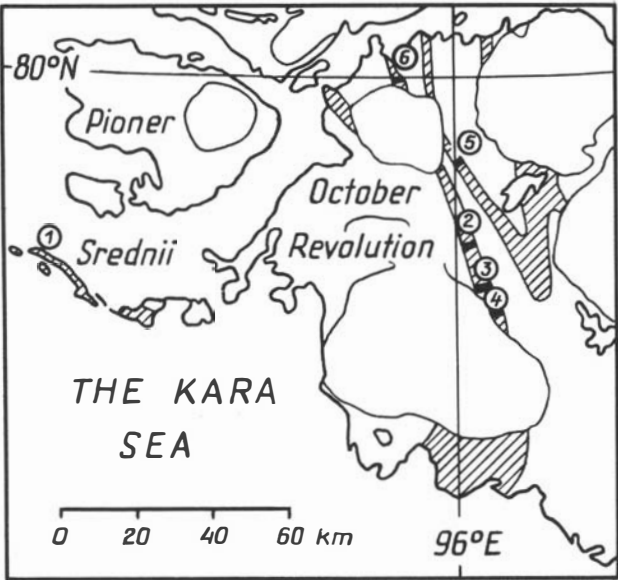 80°N
6
Pioner
5
October
1
2
Srednii
Revolution
3
4
THE KARA
SEA
0 20 40 60 km
96°E